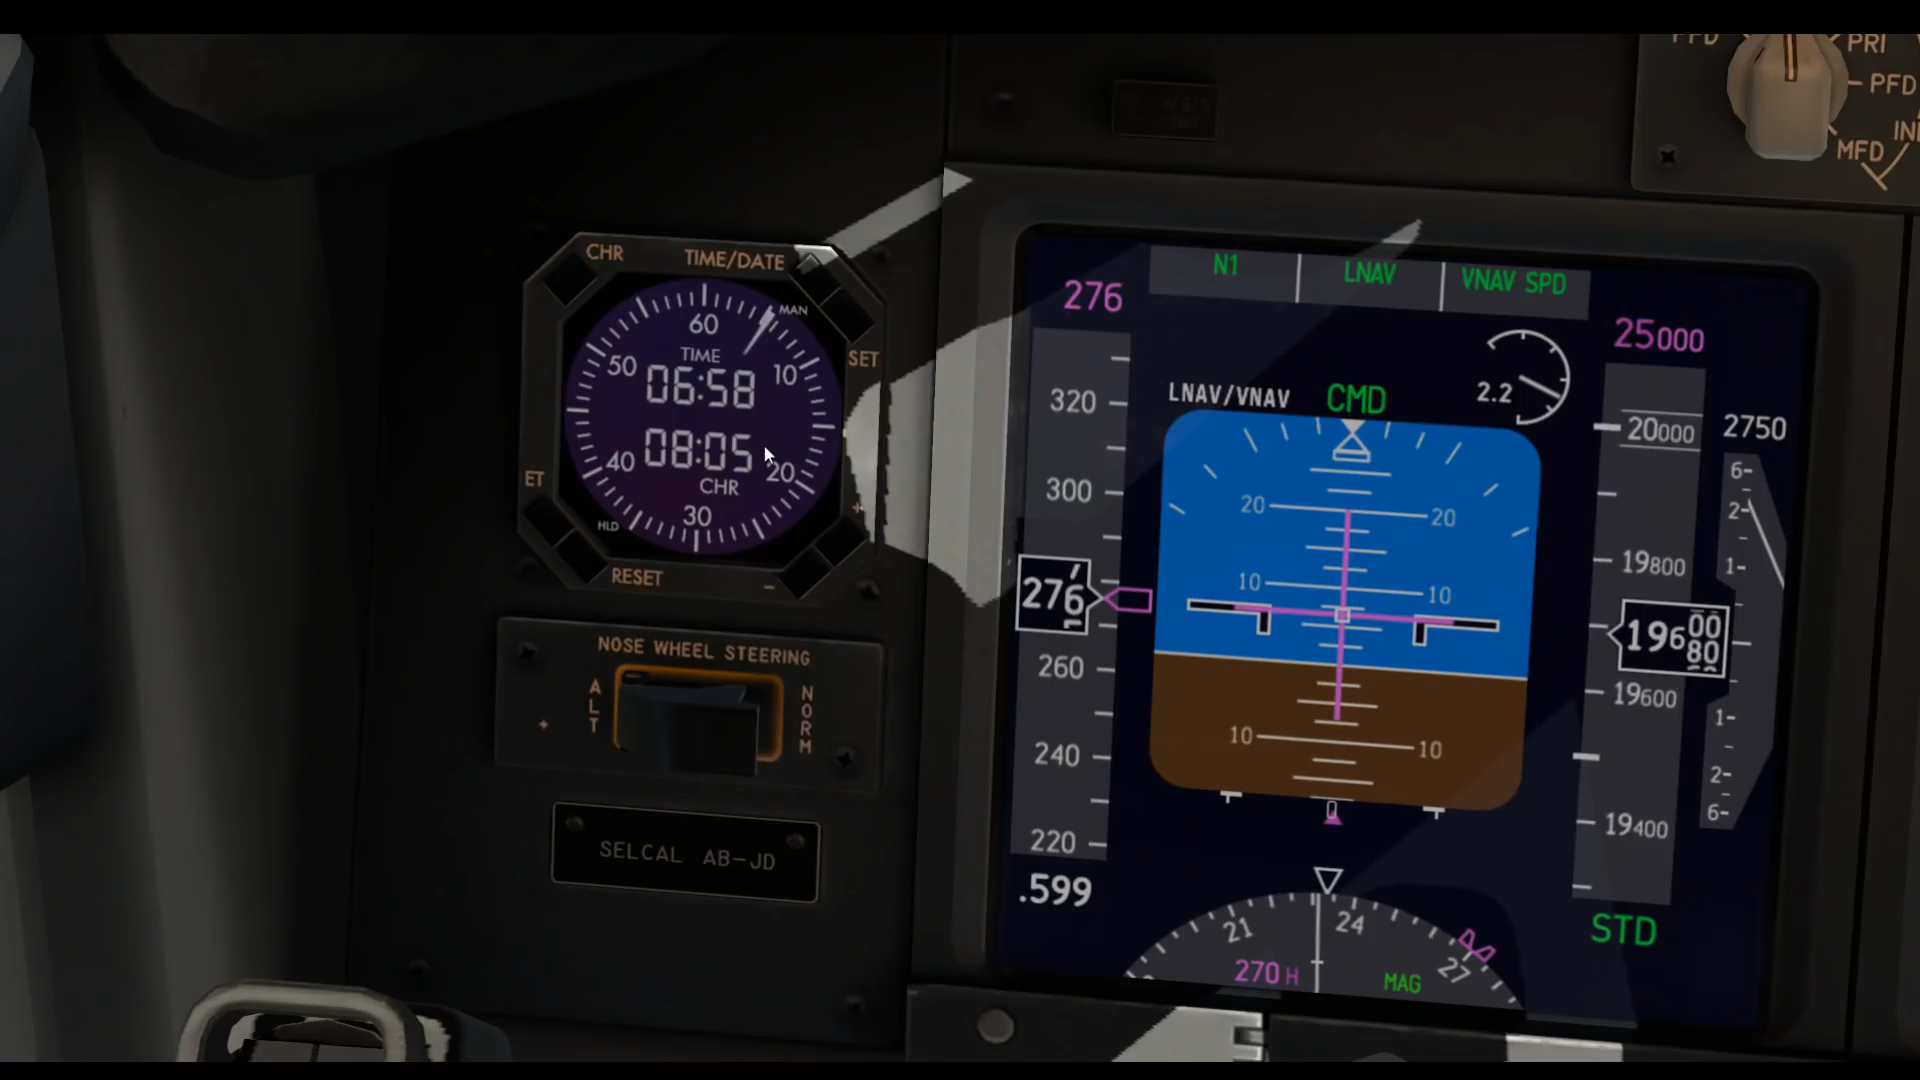 PFD
PRI
PFD
INB
MFD
CHR TIME/DATE
MAN
SET
60
TIME
06:58
50
10
08:05
40
20
CHR
30
ET
HLD
RESET
+
-
NOSE WHEEL STEERING
ALT
NORM
SELCAL AB-JD
N1 LNAV VNAV SPD
276
25000
LNAV/VNAV CMD
2.2
320
300
276
260
240
220
.599
20 20
10 10
10 10
20000
19800
19600
19400
2750
6
2
1
1
2
6
STD
21 24 27
270 H
MAG